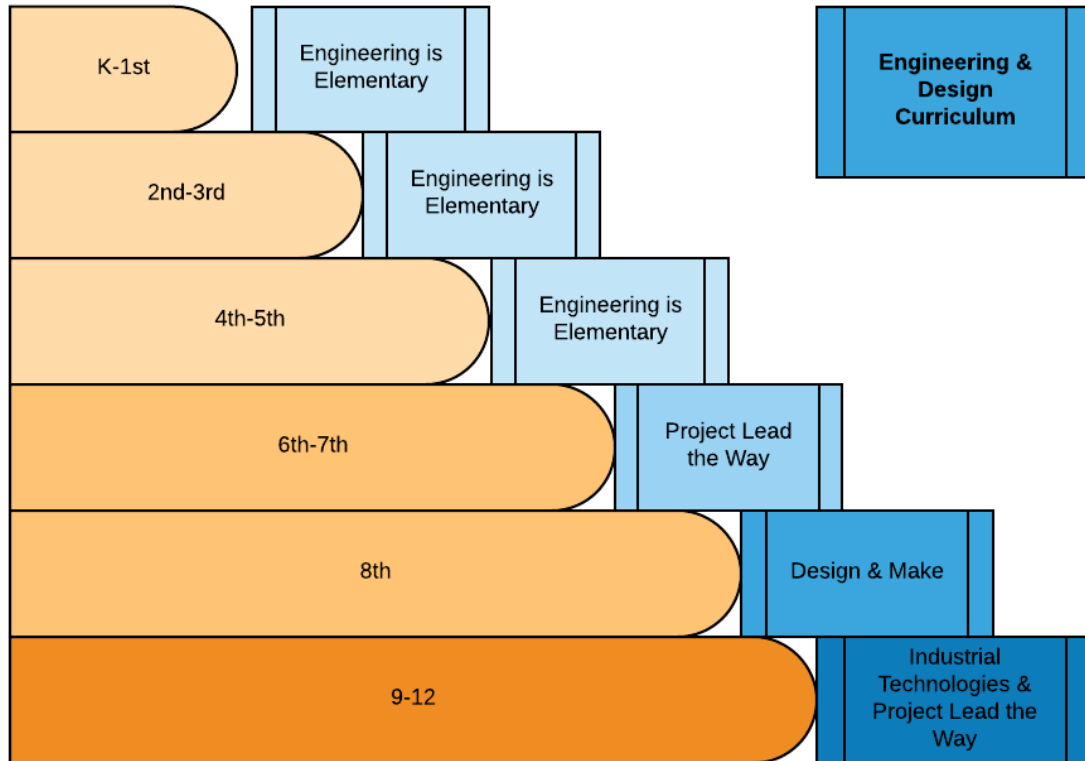 K-1st
Engineering is
Elementary
Engineering &
Design
Curriculum
2nd-3rd
Engineering is
Elementary
4th-5th
Engineering is
Elementary
6th-7th
Project Lead
the Way
8th
Design & Make
9-12
Industrial
Technologies &
Project Lead the
Way